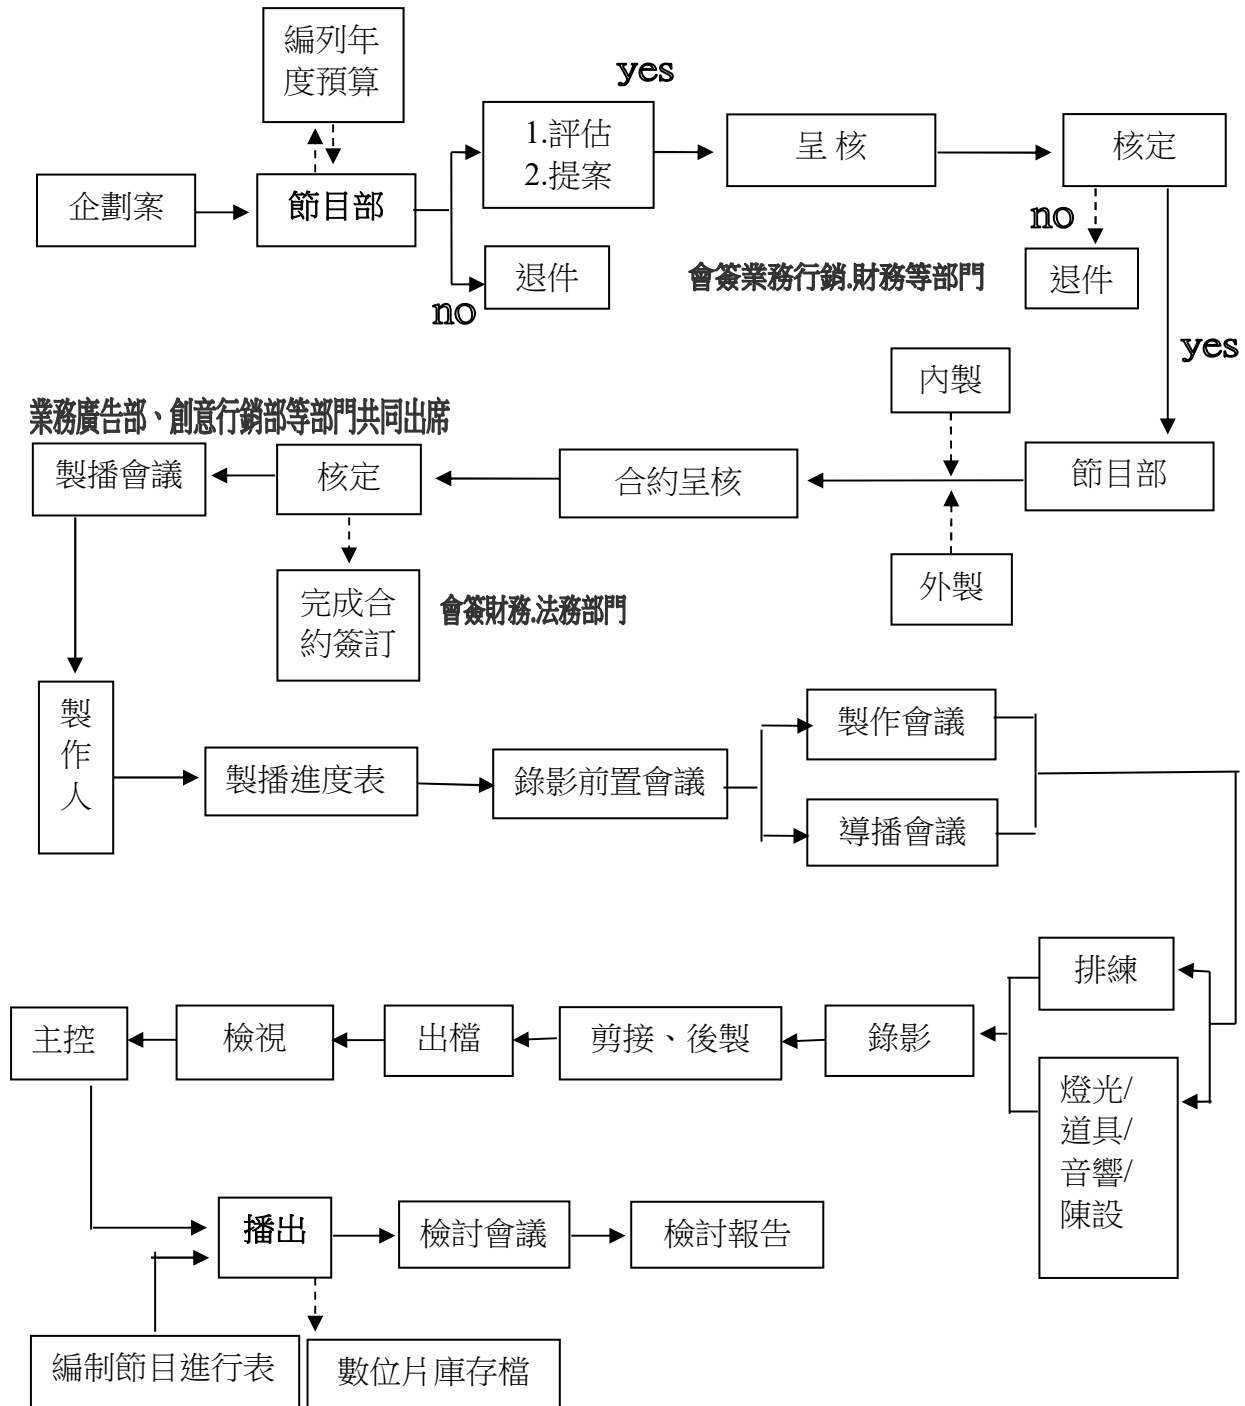 編列年
度預算
yes
1.評估
2.提案
呈 核
核定
企劃案
節目部
no
退件
no
退件
會簽業務行銷.財務等部門
yes
內製
業務廣告部、創意行銷部等部門共同出席
製播會議
核定
合約呈核
節目部
外製
完成合
約簽訂
會簽財務.法務部門
製
作
人
製播進度表
錄影前置會議
製作會議
導播會議
排練
主控
檢視
出檔
剪接、後製
錄影
燈光/
道具/
音響/
陳設
播出
檢討會議
檢討報告
編制節目進行表
數位片庫存檔